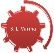 S. L. Verma